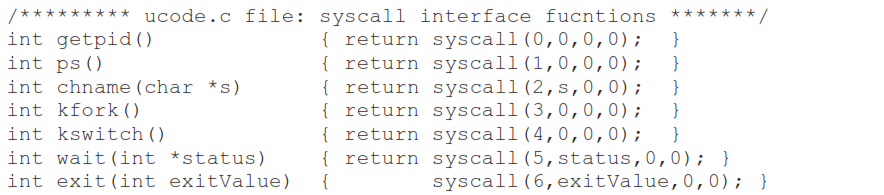 /********* ucode.c file: syscall interface fucntions *******/
int getpid()          { return syscall(0,0,0,0);  }
int ps()              { return syscall(1,0,0,0);  }
int chname(char *s)   { return syscall(2,s,0,0);  }
int kfork()           { return syscall(3,0,0,0);  }
int kswitch()         { return syscall(4,0,0,0);  }
int wait(int *status) { return syscall(5,status,0,0); }
int exit(int exitValue) {      syscall(6,exitValue,0,0); }